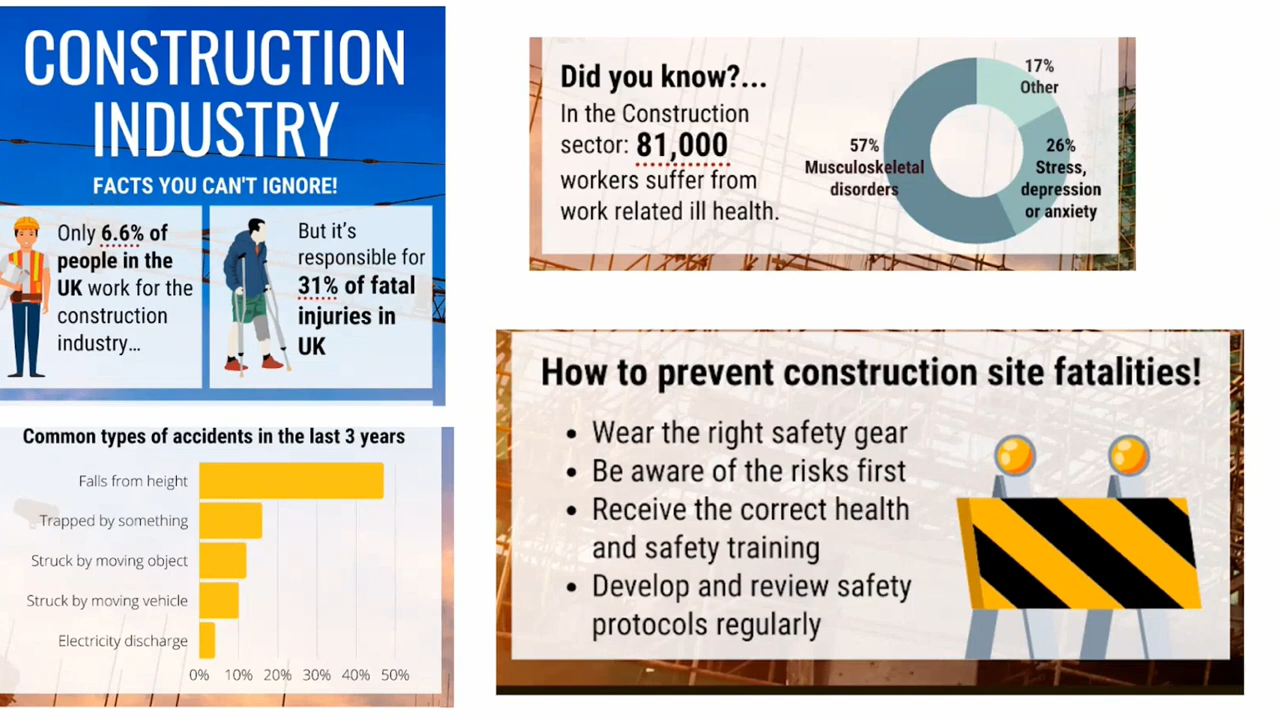 CONSTRUCTION
INDUSTRY
FACTS YOU CAN'T IGNORE!
Only 6.6% of
people in the
UK work for the
construction
industry...
But it's
responsible for
31% of fatal
injuries in
UK
Common types of accidents in the last 3 years
Falls from height
Trapped by something
Struck by moving object
Struck by moving vehicle
Electricity discharge
0% 10% 20% 30% 40% 50%
Did you know?...
In the Construction
sector: 81,000
workers suffer from
work related ill health.
17%
Other
57%
Musculoskeletal
disorders
26%
Stress,
depression
or anxiety
How to prevent construction site fatalities!
• Wear the right safety gear
• Be aware of the risks first
• Receive the correct health
and safety training
• Develop and review safety
protocols regularly